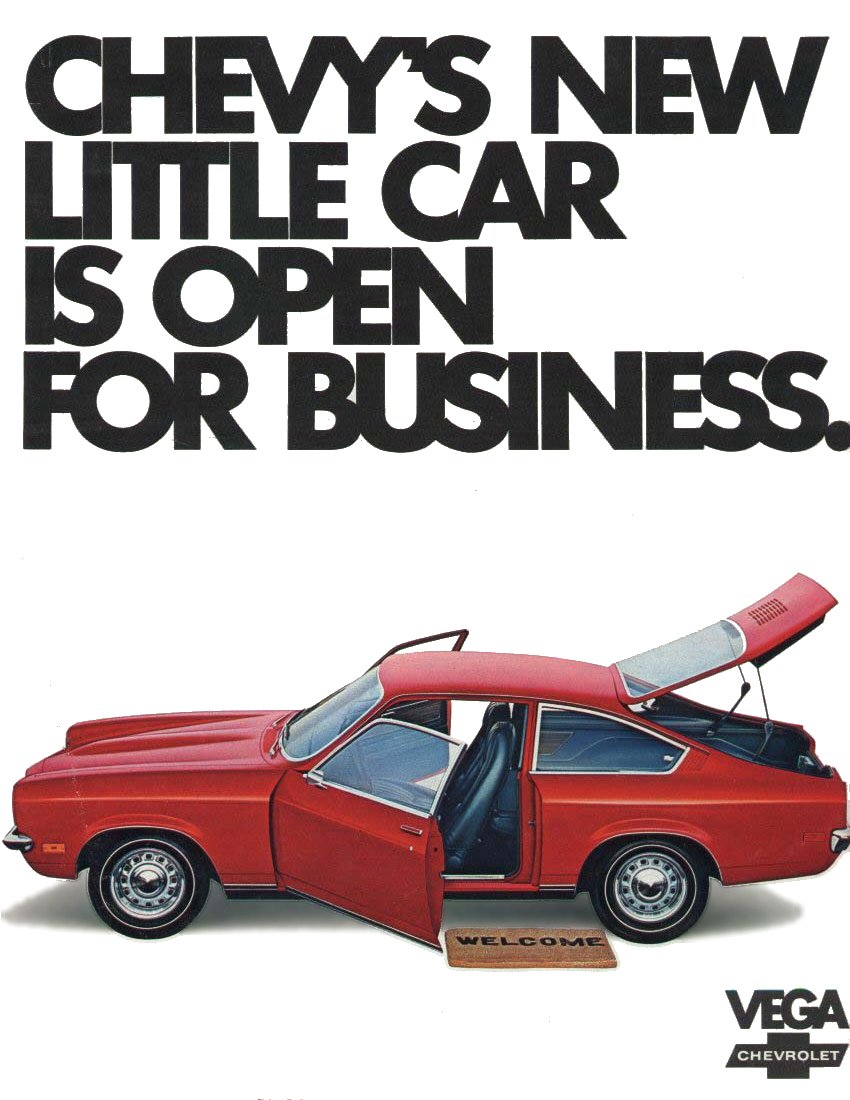 CHEVY'S NEW
LITTLE CAR
IS OPEN
FOR BUSINESS.
WELCOME
VEGA
CHEVROLET